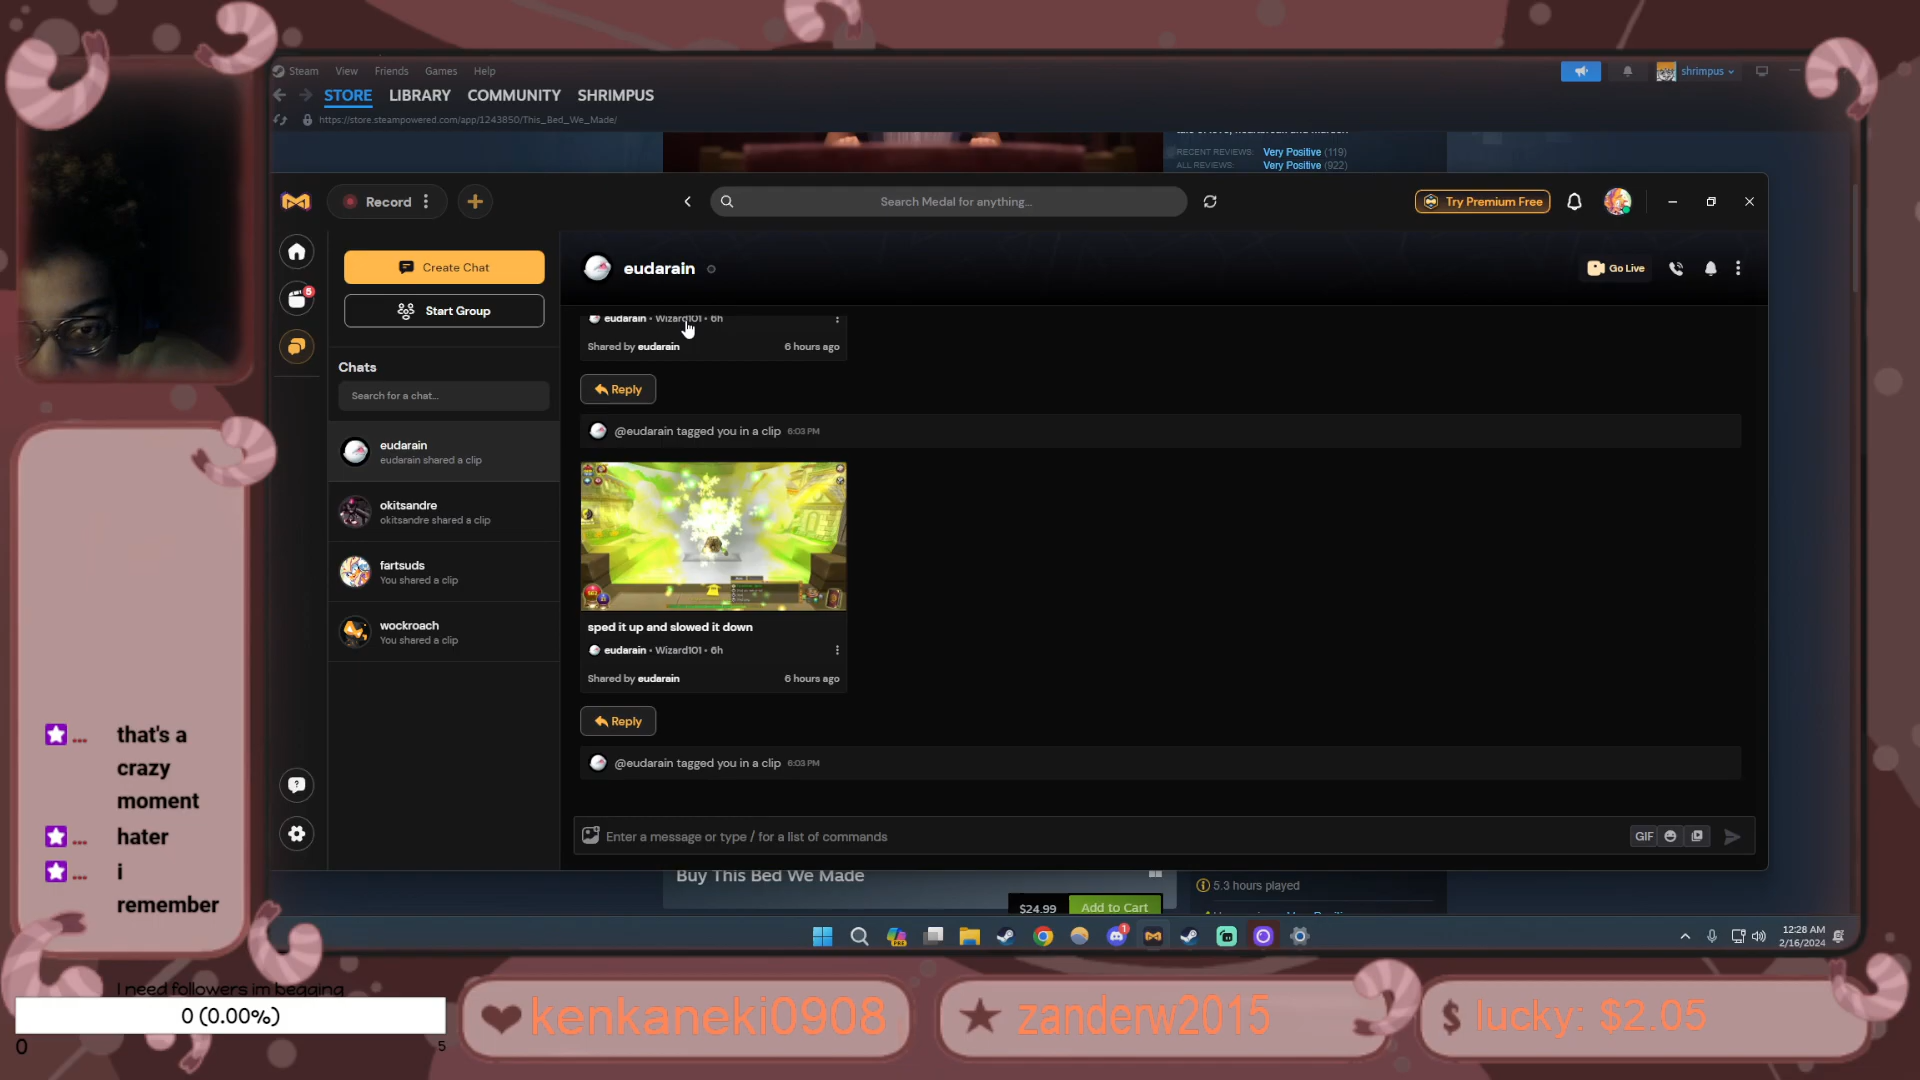 Steam View Friends Games Help
shrimpus
STORE LIBRARY COMMUNITY SHRIMPUS
https://store.steampowered.com/app/1243850/This_Bed_We_Made/
RECENT REVIEWS: Very Positive (119)
ALL REVIEWS: Very Positive (922)
Record
Search Medal for anything...
Try Premium Free
Create Chat
Start Group
eudarain
Go Live
5
Chats
Search for a chat...
eudarain
eudarain shared a clip
okitsandre
okitsandre shared a clip
fartsuds
You shared a clip
wockroach
You shared a clip
eudarain • Wizard101 • 6h
Shared by eudarain 6 hours ago
Reply
@eudarain tagged you in a clip 6:03 PM
sped it up and slowed it down
eudarain • Wizard101 • 6h
Shared by eudarain 6 hours ago
Reply
@eudarain tagged you in a clip 6:03 PM
Enter a message or type / for a list of commands
GIF
Buy This Bed We Made
$24.99 Add to Cart
5.3 hours played
12:28 AM
2/16/2024
... that's a
crazy
moment
... hater
... i
remember
I need followers im begging
0 (0.00%)
0 5
kenkaneki0908
zanderw2015
$ lucky: $2.05